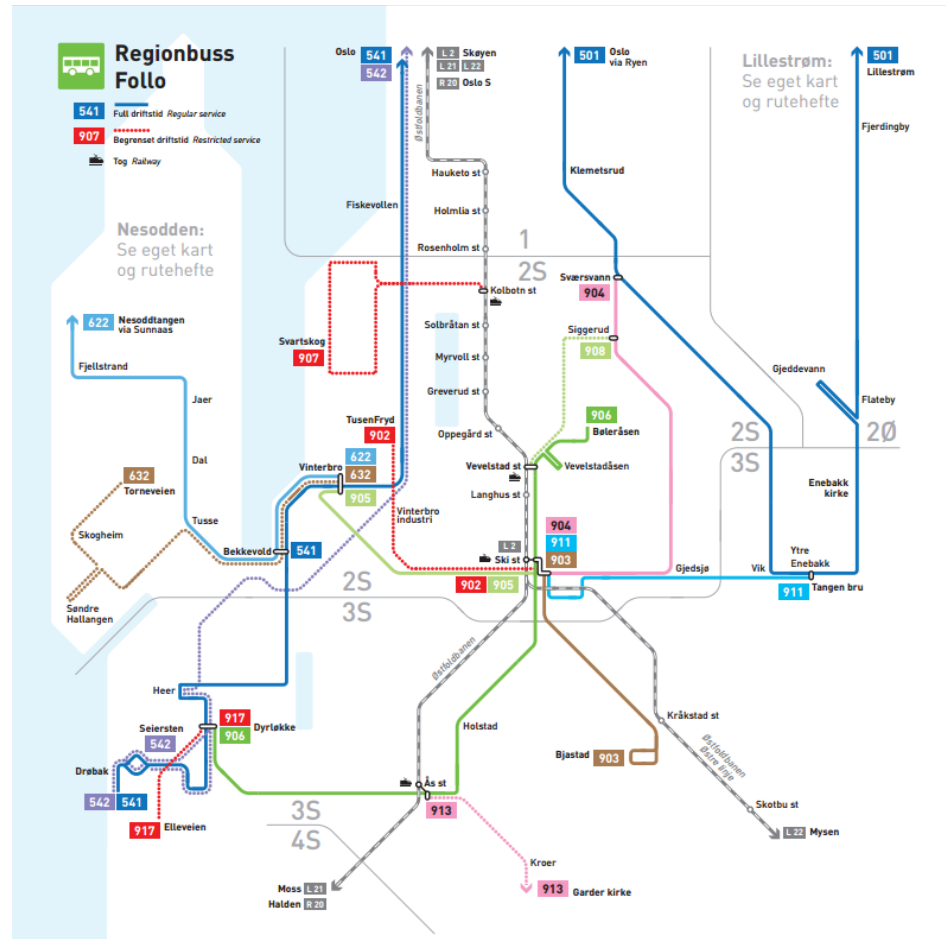 Regionbuss
Follo
541 Full driftstid Regular service
907 Begrenset driftstid Restricted service
Tog Railway
Oslo 541
542
L 2 Skøyen
L 21 L 22
R 20 Oslo S
501 Oslo
via Ryen
Lillestrøm:
Se eget kart
og rutehefte
501
Lillestrøm
Østfoldbanen
Fjerdingby
Hauketo st
Klemetsrud
Holmlia st
Fiskevollen
Nesodden:
Se eget kart
og rutehefte
Rosenholm st
1
2S
Sværsvann
904
Kolbotn st
622 Nesoddtangen
via Sunnaas
Solbråtan st
Siggerud
908
Svartskog
907
Myrvoll st
Fjellstrand
Gjeddevann
Greverud st
Jaer
Flateby
TusenFryd
902
906
Bøleråsen
Oppegård st
2S
3S
2Ø
Dal
Vinterbro
622
632
905
Vevelstad st
Vevelstadåsen
632
Torneveien
Langhus st
Enebakk
kirke
Vinterbro
industri
Tusse
Skogheim
904
911
903
L 2
Bekkevold 541
Ski st
Ytre
Enebakk
Gjedsjø
Vik
902 905
911
Tangen bru
2S
3S
Søndre
Hallangen
Østfoldbanen
Heer
917
906
Dyrløkke
Seiersten
542
Holstad
Kråkstad st
Østfoldbanen
Østre linje
Bjastad 903
Drøbak
Ås st
542 541
913
Skotbu st
3S
4S
917 Elleveien
L 22 Mysen
Kroer
Moss L 21
Halden R 20
913 Garder kirke